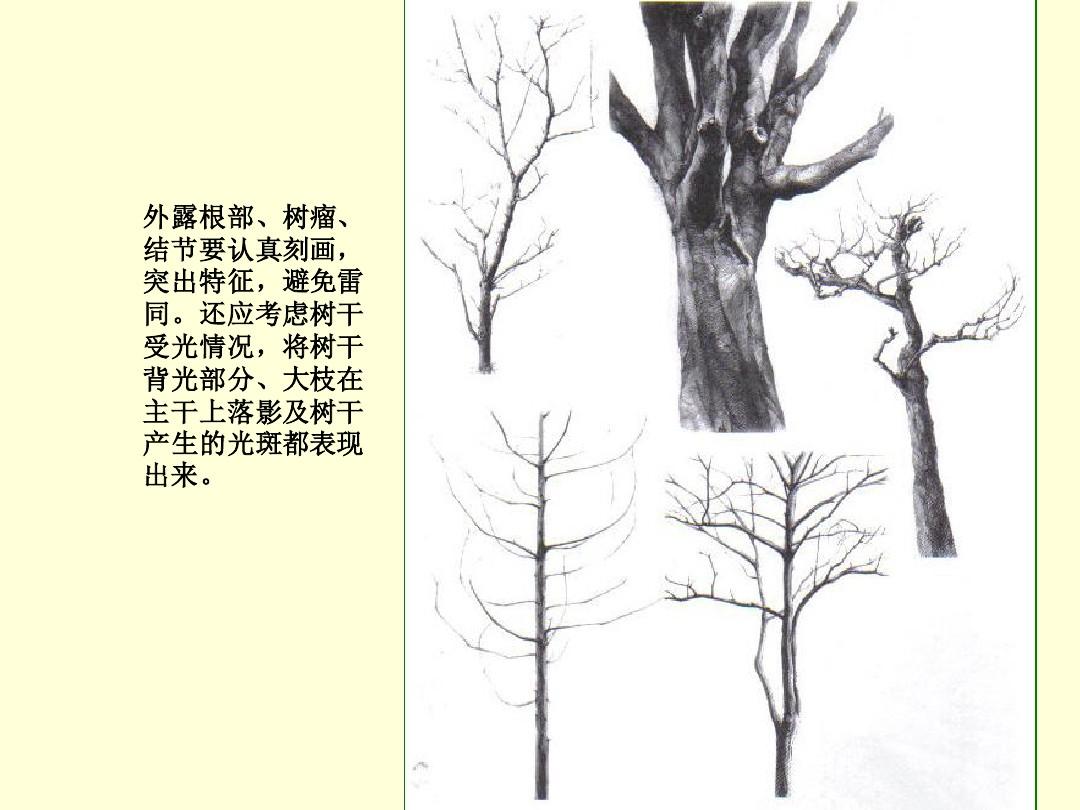 外露根部、树瘤、
结节要认真刻画，
突出特征，避免雷
同。还应考虑树干
受光情况，将树干
背光部分、大枝在
主干上落影及树干
产生的光斑都表现
出来。